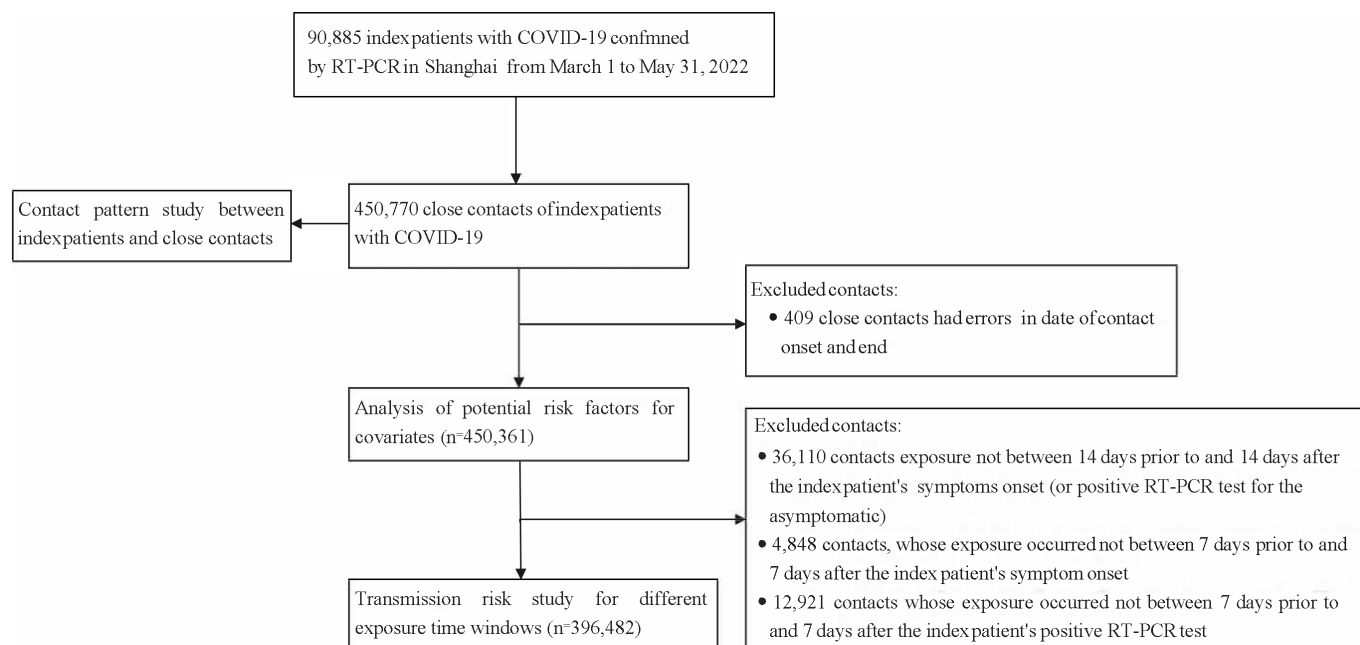 90,885 indexpatients with COVID-19 confmned
by RT-PCR in Shanghai from March 1 to May 31, 2022
Contact pattern study between
indexpatients and close contacts
450,770 close contacts ofindexpatients
with COVID-19
Excluded contacts:
• 409 close contacts had errors in date of contact
onset and end
Analysis of potential risk factors for
covariates (n=450,361)
Excluded contacts:
• 36,110 contacts exposure not between 14 days prior to and 14 days after
the indexpatient's symptoms onset (or positive RT-PCR test for the
asymptomatic)
• 4,848 contacts, whose exposure occurred not between 7 days prior to and
7 days after the index patient's symptom onset
• 12,921 contacts whose exposure occurred not between 7 days prior to
and 7 days after the indexpatient's positive RT-PCR test
Transmission risk study for different
exposure time windows (n=396,482)